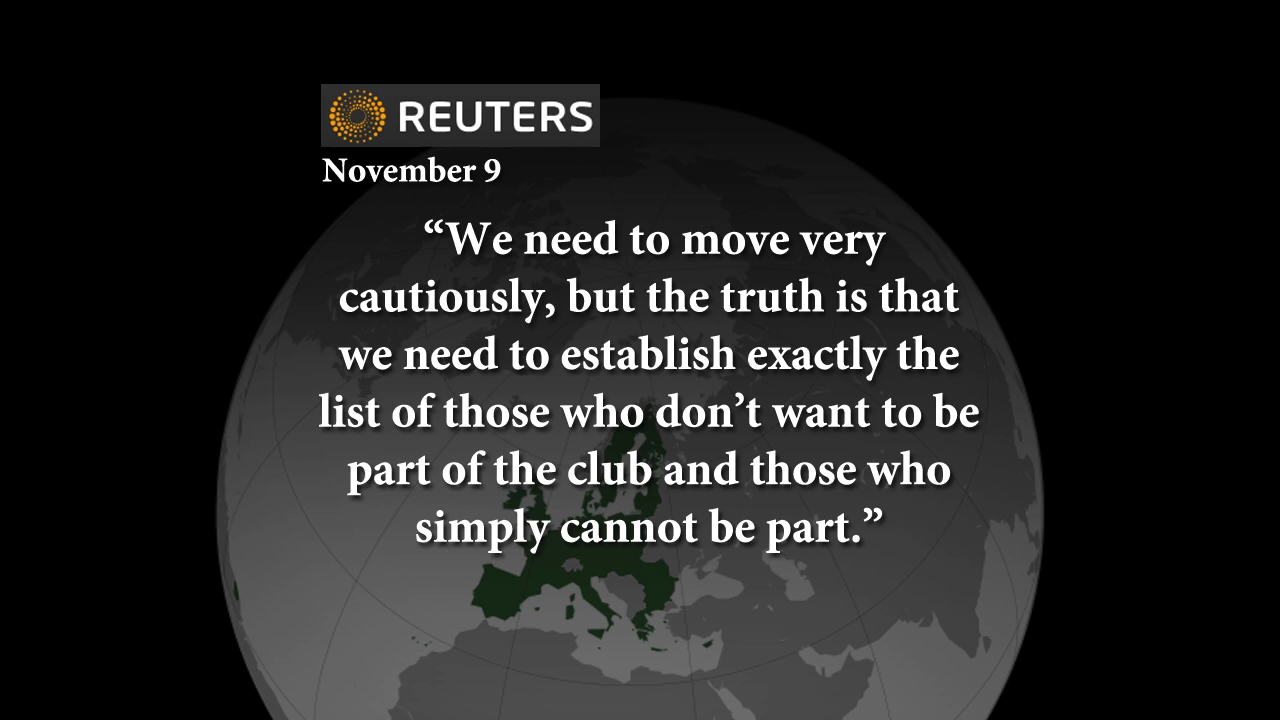 REUTERS
November 9
“We need to move very
cautiously, but the truth is that
we need to establish exactly the
list of those who don’t want to be
part of the club and those who
simply cannot be part.”